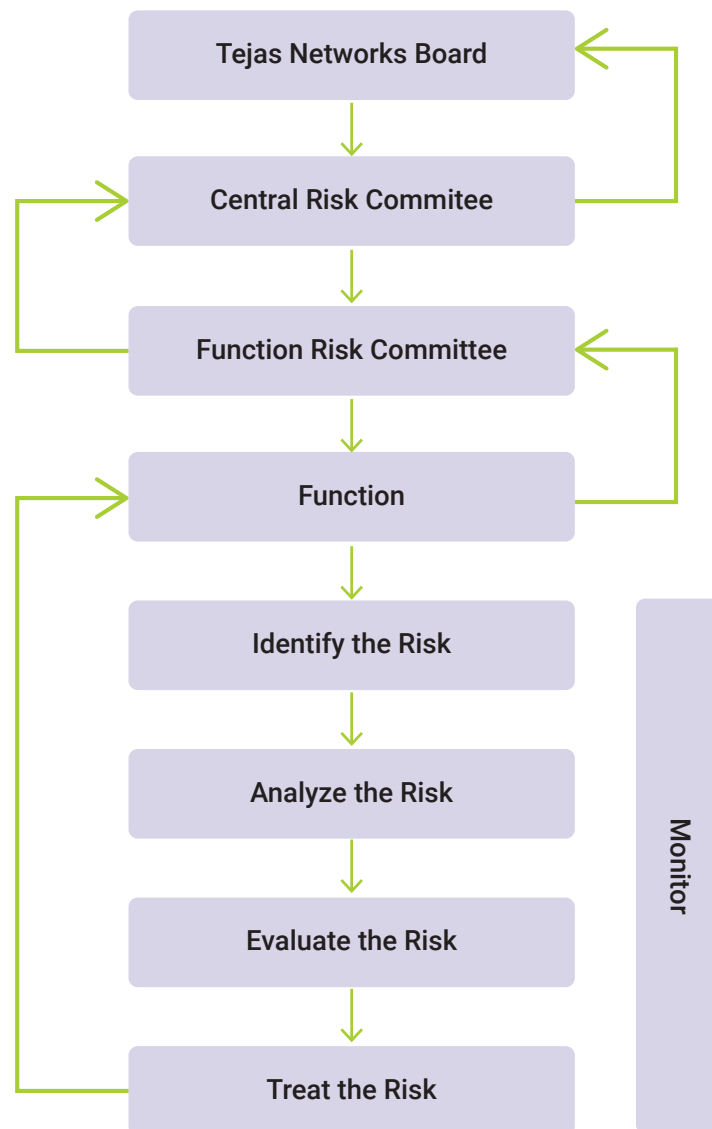 Tejas Networks Board
Central Risk Commitee
Function Risk Committee
Function
Identify the Risk
Analyze the Risk
Evaluate the Risk
Treat the Risk
Monitor